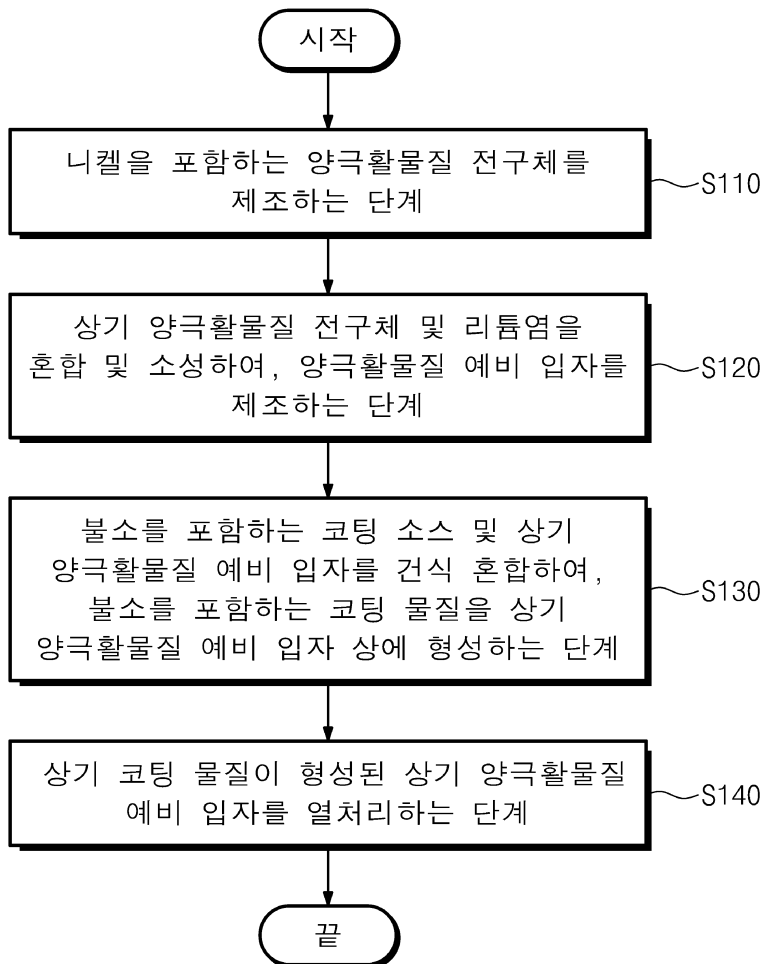 시작
니켈을 포함하는 양극활물질 전구체를
제조하는 단계
S110
상기 양극활물질 전구체 및 리튬염을
혼합 및 소성하여, 양극활물질 예비 입자를
제조하는 단계
S120
불소를 포함하는 코팅 소스 및 상기
양극활물질 예비 입자를 건식 혼합하여,
불소를 포함하는 코팅 물질을 상기
양극활물질 예비 입자 상에 형성하는 단계
S130
상기 코팅 물질이 형성된 상기 양극활물질
예비 입자를 열처리하는 단계
S140
끝